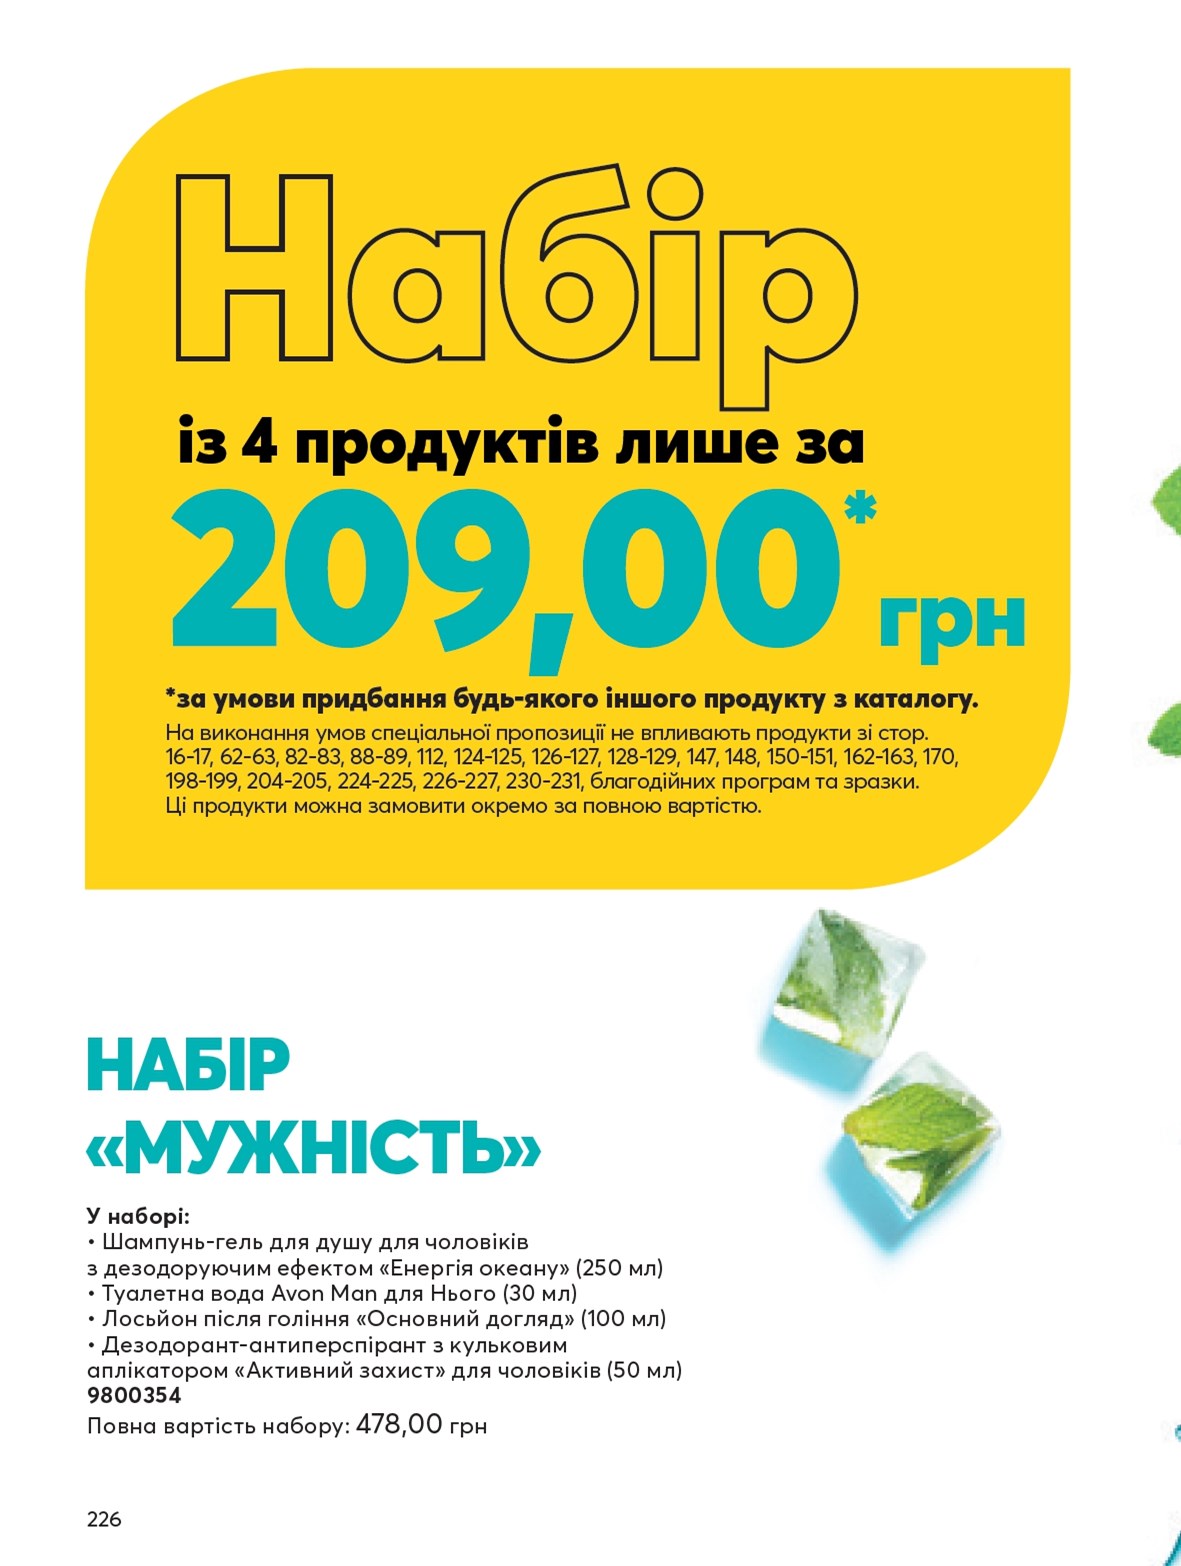 Набір
із 4 продуктів лише за
209,00* грн
*за умови придбання будь-якого іншого продукту з каталогу.
На виконання умов спеціальної пропозиції не впливають продукти зі стор.
16-17, 62-63, 82-83, 88-89, 112, 124-125, 126-127, 128-129, 147, 148, 150-151, 162-163, 170,
198-199, 204-205, 224-225, 226-227, 230-231, благодійних програм та зразки.
Ці продукти можна замовити окремо за повною вартістю.
НАБІР
«МУЖНІСТЬ»
У наборі:
• Шампунь-гель для душу для чоловіків
з дезодоруючим ефектом «Енергія океану» (250 мл)
• Туалетна вода Avon Man для Нього (30 мл)
• Лосьйон після гоління «Основний догляд» (100 мл)
• Дезодорант-антиперспірант з кульковим
аплікатором «Активний захист» для чоловіків (50 мл)
9800354
Повна вартість набору: 478,00 грн
226